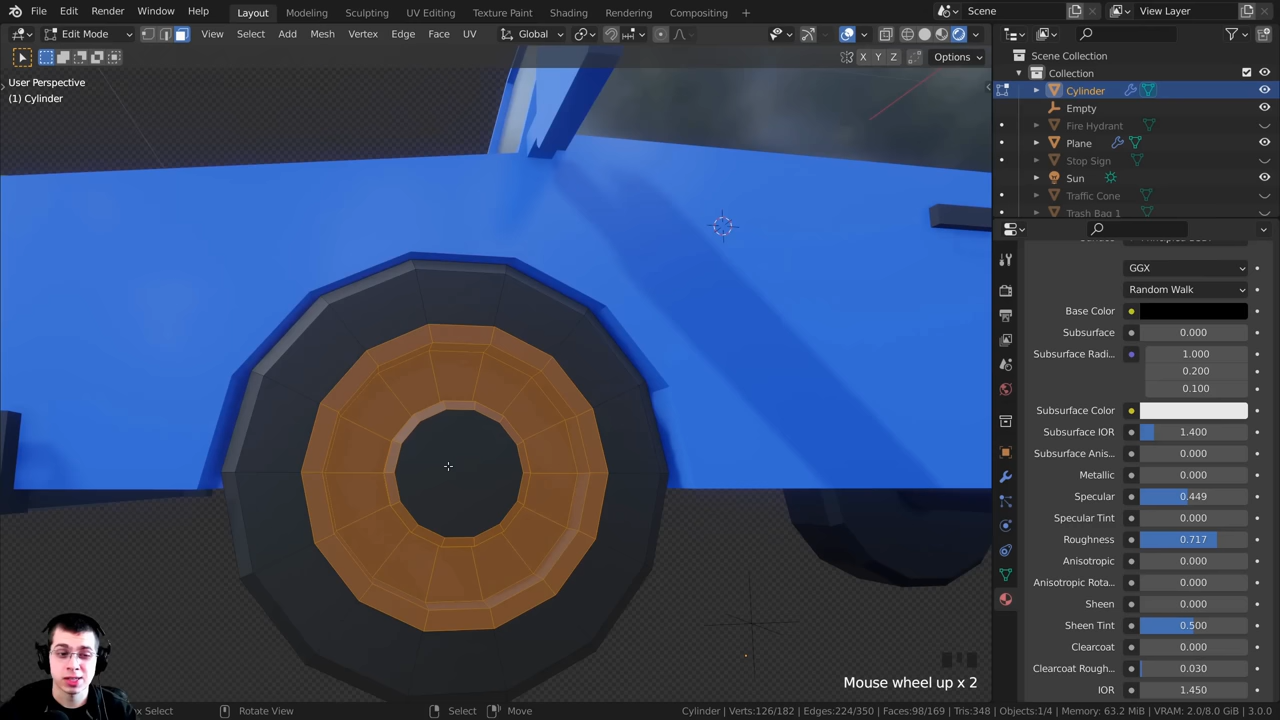 File Edit Render Window Help Layout Modeling Sculpting UV Editing Texture Paint Shading Rendering Compositing Scene View Layer
Edit Mode View Select Add Mesh Vertex Edge Face UV Global
X Y Z Options
User Perspective
(1) Cylinder
Scene Collection
Collection
Cylinder
Empty
Fire Hydrant
Plane
Stop Sign
Sun
Traffic Cone
Trash Bag 1
GGX
Random Walk
Base Color
Subsurface 0.000
Subsurface Radi... 1.000
0.200
0.100
Subsurface Color
Subsurface IOR 1.400
Subsurface Anis... 0.000
Metallic 0.000
Specular 0.449
Specular Tint 0.000
Roughness 0.717
Anisotropic 0.000
Anisotropic Rota... 0.000
Sheen 0.000
Sheen Tint 0.500
Clearcoat 0.000
Clearcoat Rough... 0.030
IOR 1.450
Mouse wheel up x 2
Select Rotate View Select Move Cylinder | Verts:126/182 | Edges:224/350 | Faces:98/169 | Tris:348 | Objects:1/4 | Memory: 63.2 MiB | VRAM: 2.0/8.0 GiB | 3.0.0